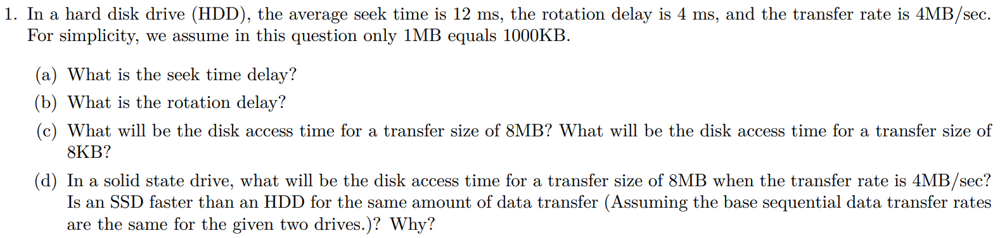 1. In a hard disk drive (HDD), the average seek time is 12 ms, the rotation delay is 4 ms, and the transfer rate is 4MB/sec.
For simplicity, we assume in this question only 1MB equals 1000KB.
(a) What is the seek time delay?
(b) What is the rotation delay?
(c) What will be the disk access time for a transfer size of 8MB? What will be the disk access time for a transfer size of
8KB?
(d) In a solid state drive, what will be the disk access time for a transfer size of 8MB when the transfer rate is 4MB/sec?
Is an SSD faster than an HDD for the same amount of data transfer (Assuming the base sequential data transfer rates
are the same for the given two drives.)? Why?